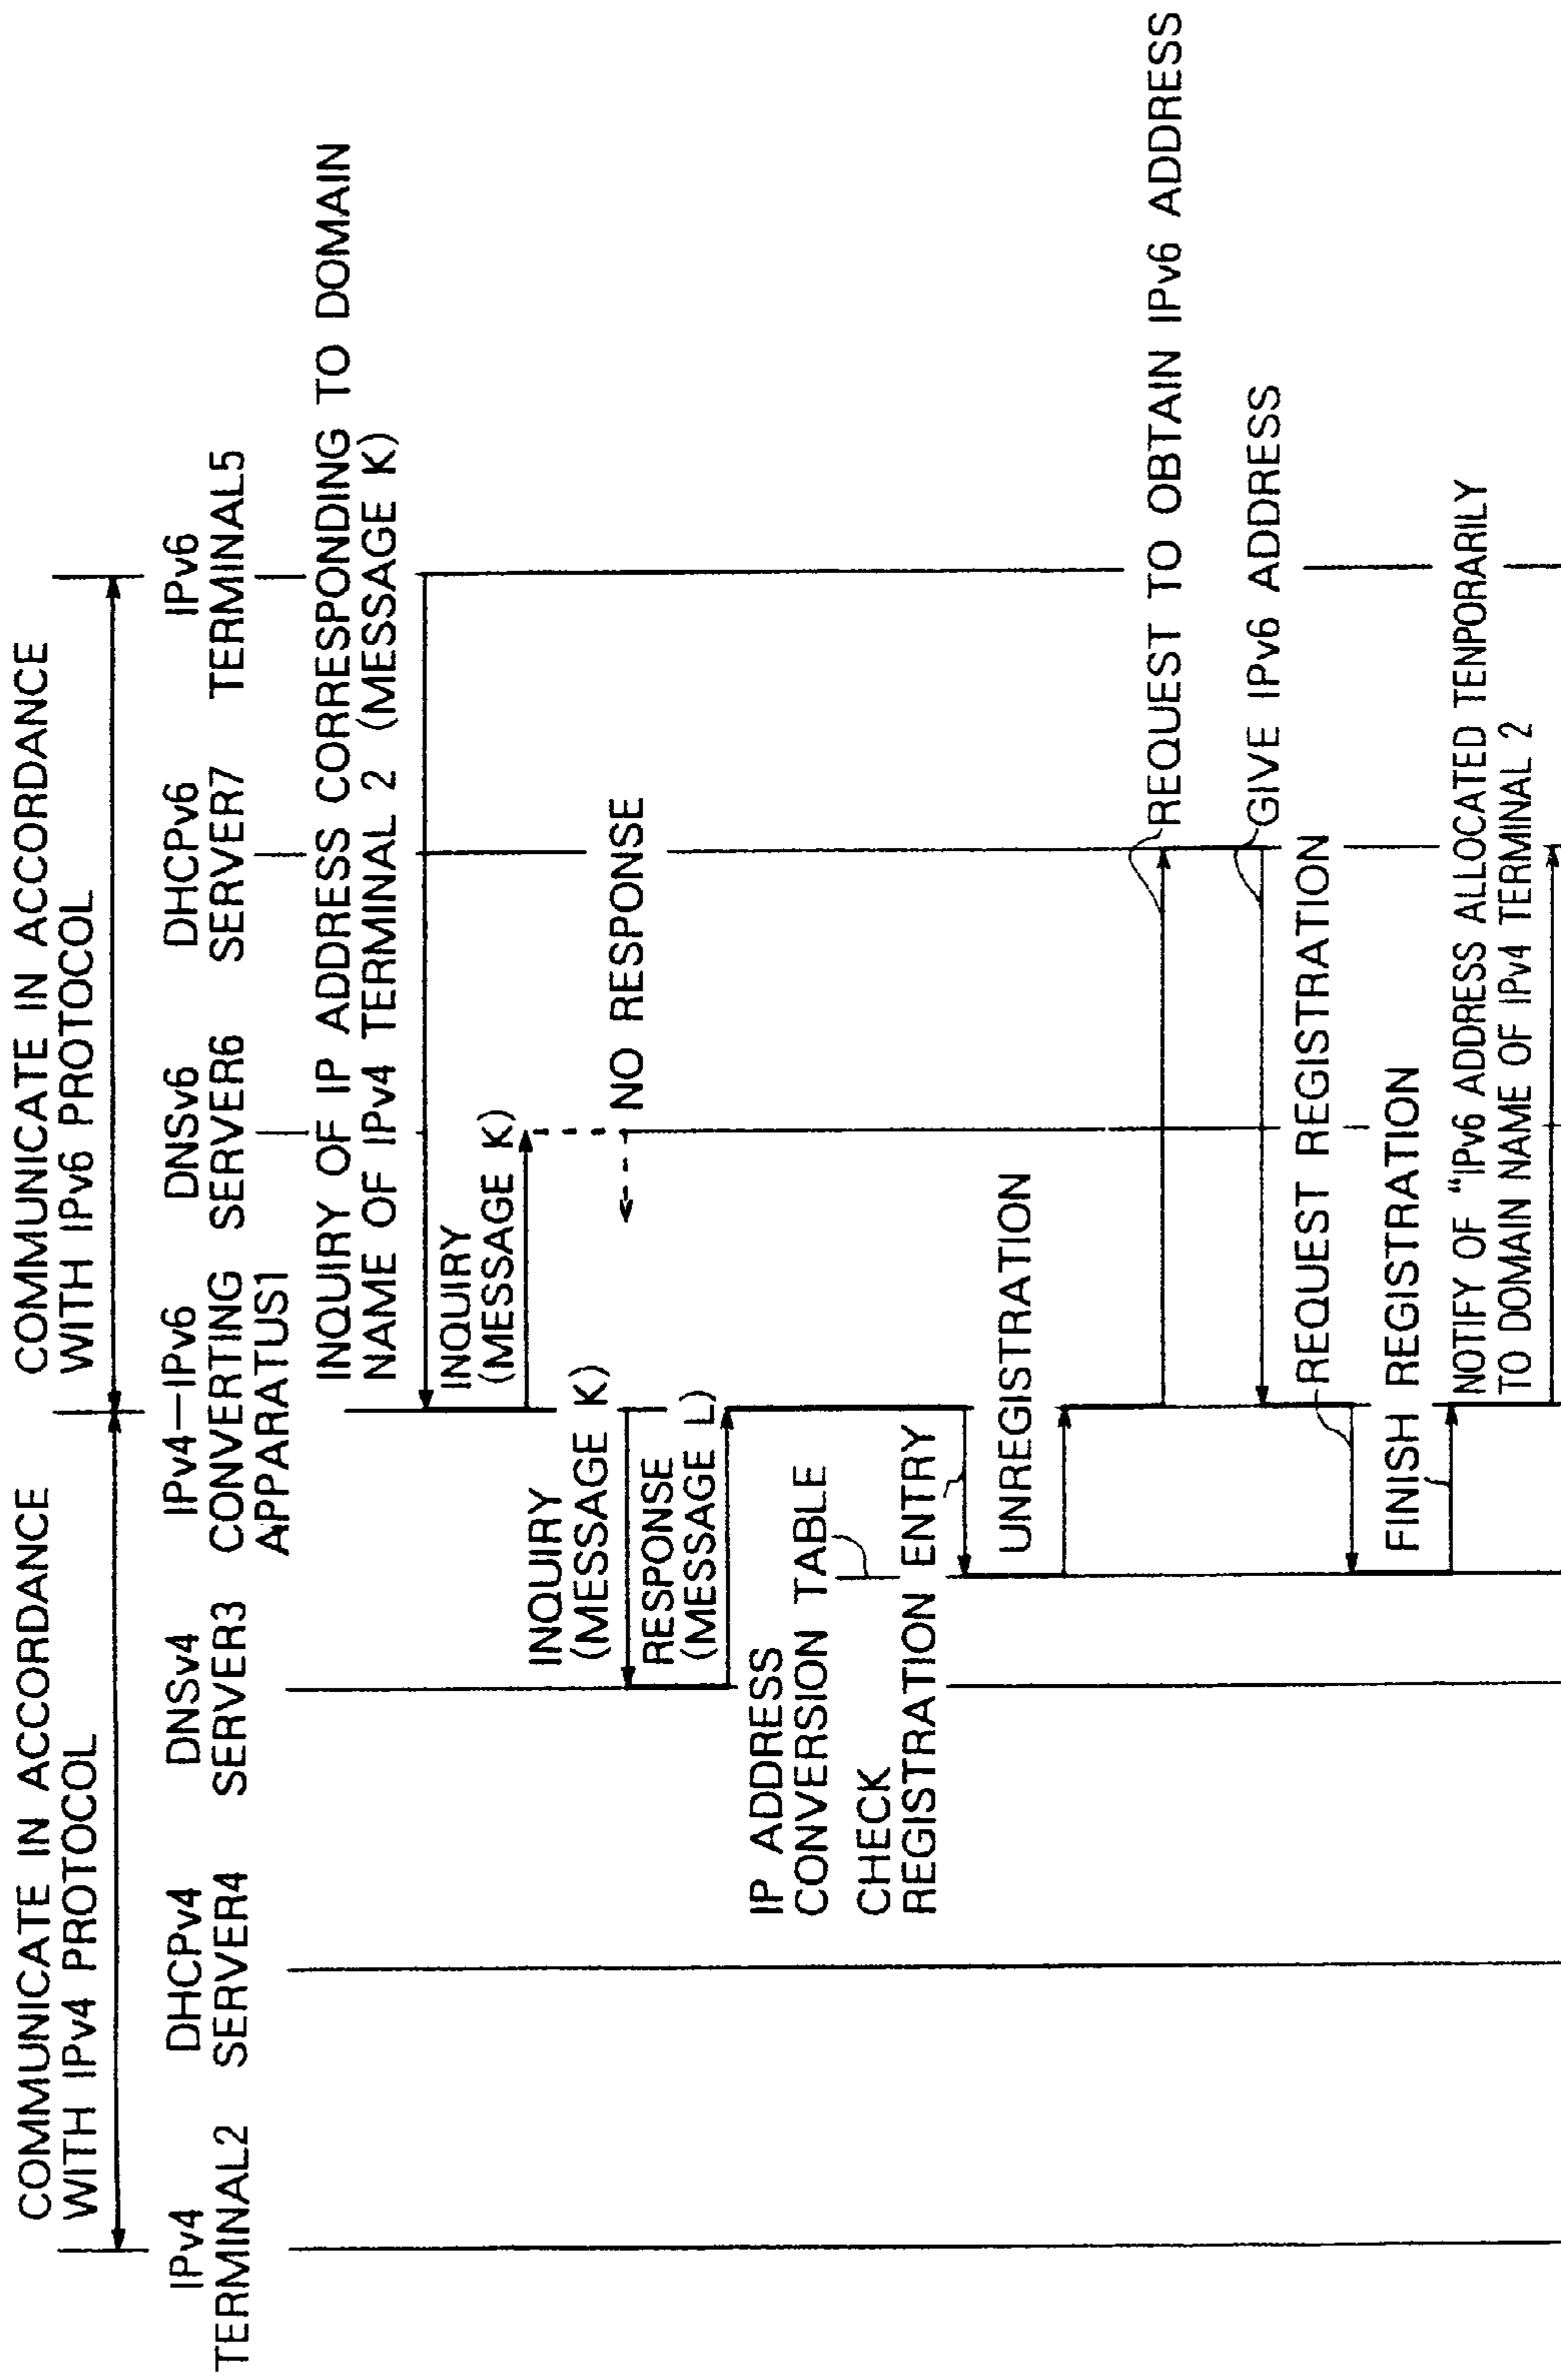 COMMUNICATE IN ACCORDANCE
WITH IPv4 PROTOCOL
COMMUNICATE IN ACCORDANCE
WITH IPv6 PROTOCOL
IPv4
TERMINAL2
DHCPv4
SERVER4
DNSv4
SERVER3
IPv4—IPv6
CONVERTING
APPARATUS1
DNSv6
SERVER6
DHCPv6
SERVER7
IPv6
TERMINAL5
INQUIRY OF IP ADDRESS CORRESPONDING TO DOMAIN
NAME OF IPv4 TERMINAL 2 (MESSAGE K)
INQUIRY
(MESSAGE K)
NO RESPONSE
INQUIRY
(MESSAGE K)
RESPONSE
(MESSAGE L)
IP ADDRESS
CONVERSION TABLE
CHECK
REGISTRATION ENTRY
UNREGISTRATION
REQUEST TO OBTAIN IPv6 ADDRESS
GIVE IPv6 ADDRESS
REQUEST REGISTRATION
FINISH REGISTRATION
NOTIFY OF "IPv6 ADDRESS ALLOCATED TENPORARILY
TO DOMAIN NAME OF IPv4 TERMINAL 2